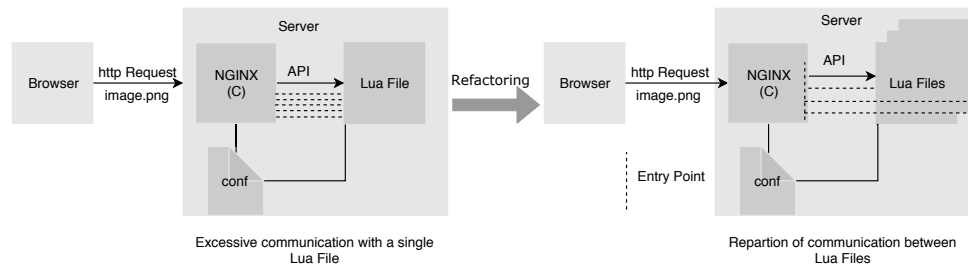 Server
Browser
http Request
image.png
NGINX
(C)
API
Lua File
conf
Excessive communication with a single
Lua File
Refactoring
Server
Browser
http Request
image.png
NGINX
(C)
API
Lua Files
conf
Entry Point
Repartion of communication between
Lua Files